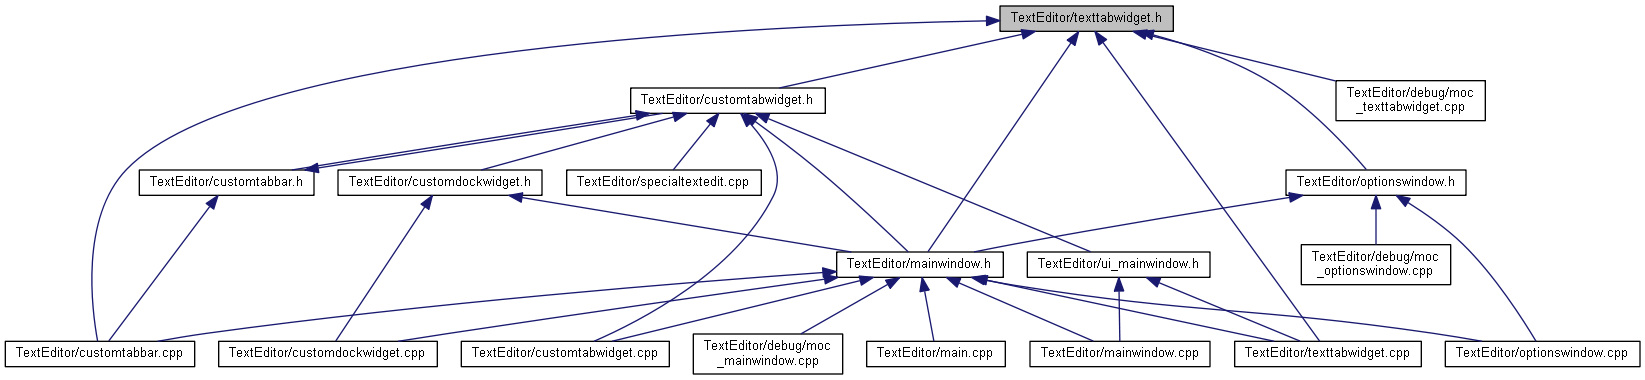 TextEditor/texttabwidget.h
TextEditor/customtabwidget.h
TextEditor/debug/moc
_texttabwidget.cpp
TextEditor/customtabbar.h
TextEditor/customdockwidget.h
TextEditor/specialtextedit.cpp
TextEditor/optionswindow.h
TextEditor/mainwindow.h
TextEditor/ui_mainwindow.h
TextEditor/debug/moc
_optionswindow.cpp
TextEditor/customtabbar.cpp
TextEditor/customdockwidget.cpp
TextEditor/customtabwidget.cpp
TextEditor/debug/moc
_mainwindow.cpp
TextEditor/main.cpp
TextEditor/mainwindow.cpp
TextEditor/texttabwidget.cpp
TextEditor/optionswindow.cpp